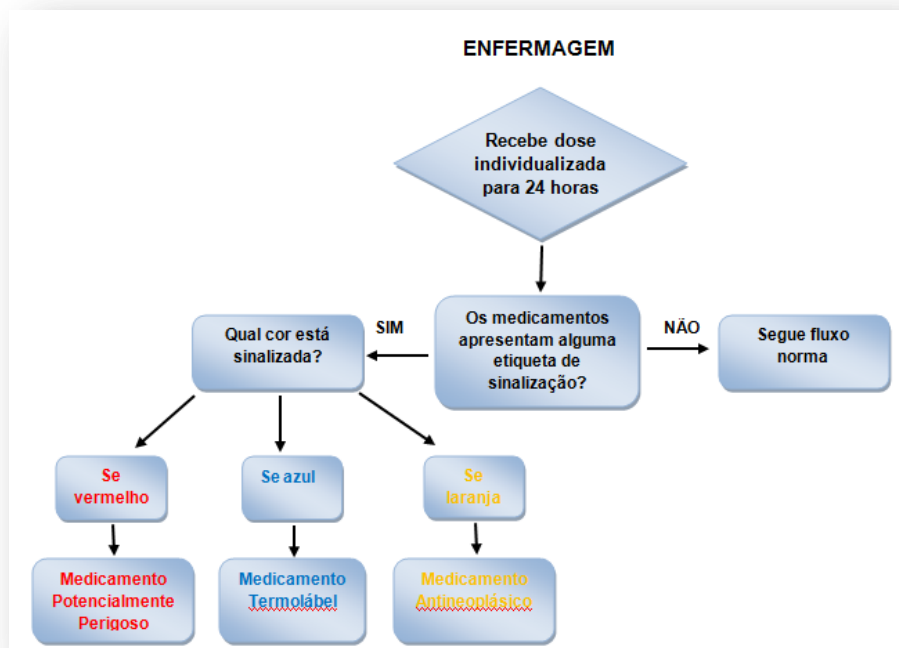 ENFERMAGEM
Recebe dose
individualizada
para 24 horas
Os medicamentos
apresentam alguma
etiqueta de
sinalização?
SIM
NÃO
Qual cor está
sinalizada?
Segue fluxo
norma
Se
vermelho
Se azul
Se
laranja
Medicamento
Potencialmente
Perigoso
Medicamento
Termolábel
Medicamento
Antineoplásico